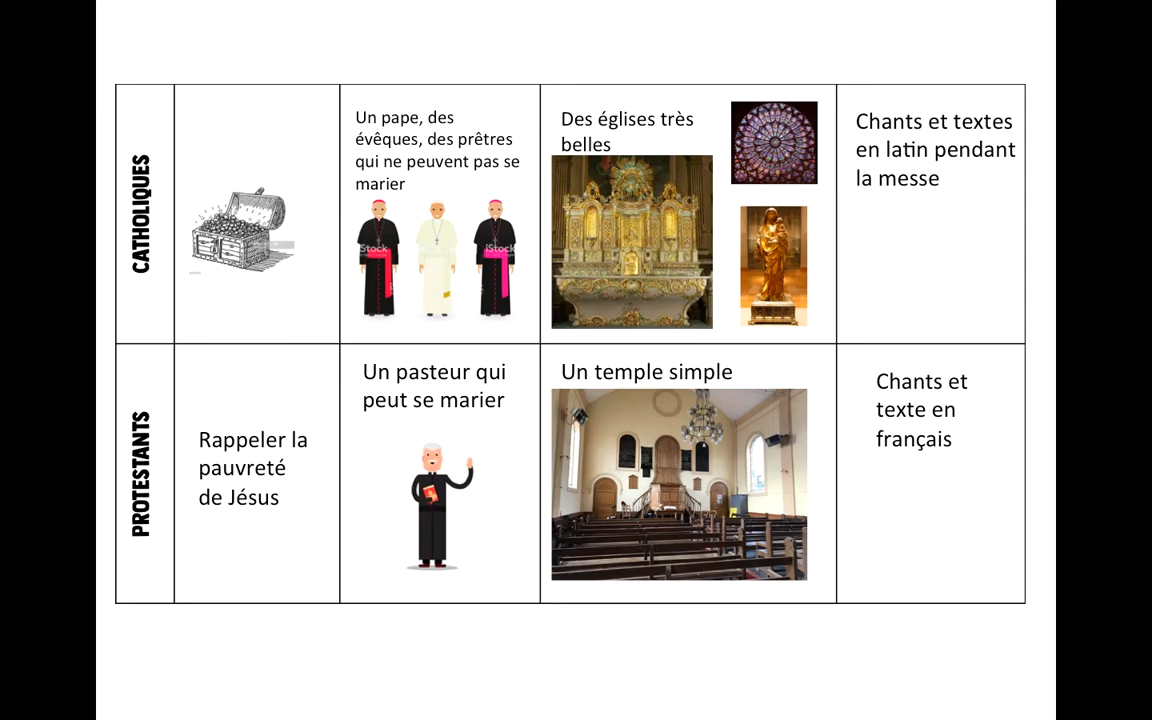 CATHOLIQUES
Un pape, des
évêques, des prêtres
qui ne peuvent pas se
marier
iStock
iStock
Des églises très
belles
Chants et textes
en latin pendant
la messe
PROTESTANTS
Rappeler la
pauvreté
de Jésus
Un pasteur qui
peut se marier
Un temple simple
Chants et
texte en
français